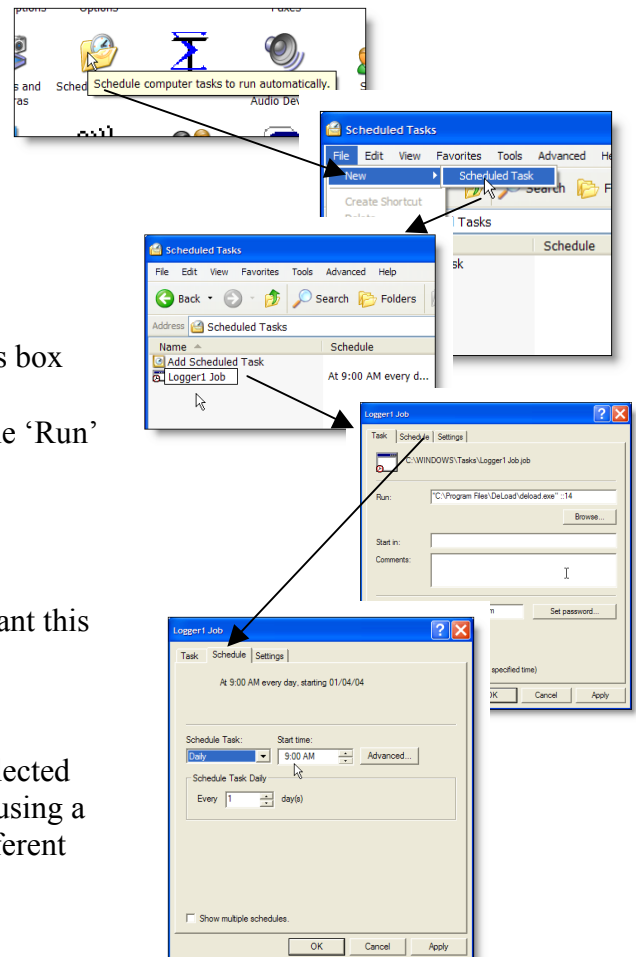 Options
Faxes
s and
Sched
Schedule computer tasks to run automatically.
ras
Audio Dev
S
Scheduled Tasks
File Edit View Favorites Tools Advanced He
New
Scheduled Task
Create Shortcut
Search F
Tasks
Schedule
sk
Scheduled Tasks
File Edit View Favorites Tools Advanced Help
Back Search Folders
Address Scheduled Tasks
Name Schedule
Add Scheduled Task
Logger1 Job At 9:00 AM every d...
s box
e ‘Run’
Logger1 Job
Task Schedule Settings
C:\WINDOWS\Tasks\Logger1 Job.job
Run: "C:\Program Files\DeLoad\deload.exe" ::14
Browse...
Start in:
Comments:
m Set password...
specified time)
OK Cancel Apply
ant this
Logger1 Job
Task Schedule Settings
At 9:00 AM every day, starting 01/04/04
Schedule Task: Start time:
Daily 9:00 AM Advanced...
Schedule Task Daily
Every 1 day(s)
Show multiple schedules.
OK Cancel Apply
lected
using a
ferent